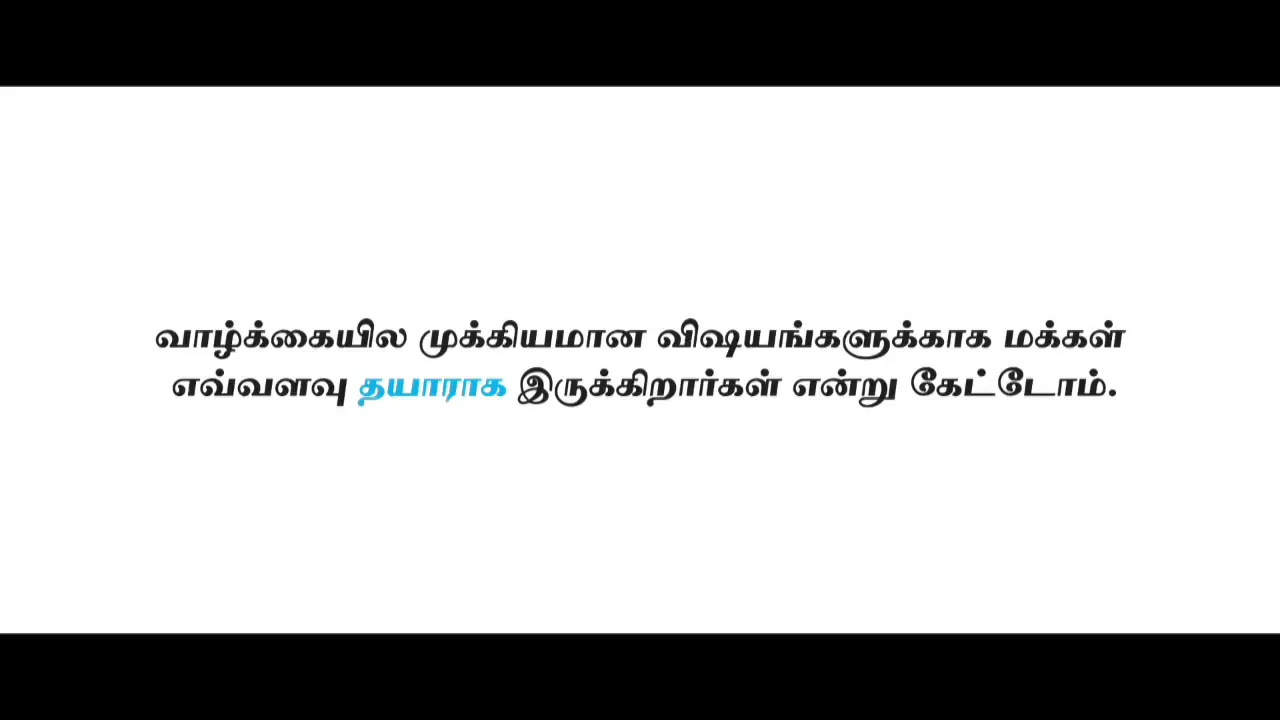 வாழ்க்கையில முக்கியமான விஷயங்களுக்காக மக்கள்
எவ்வளவு தயாராக இருக்கிறார்கள் என்று கேட்டோம்.